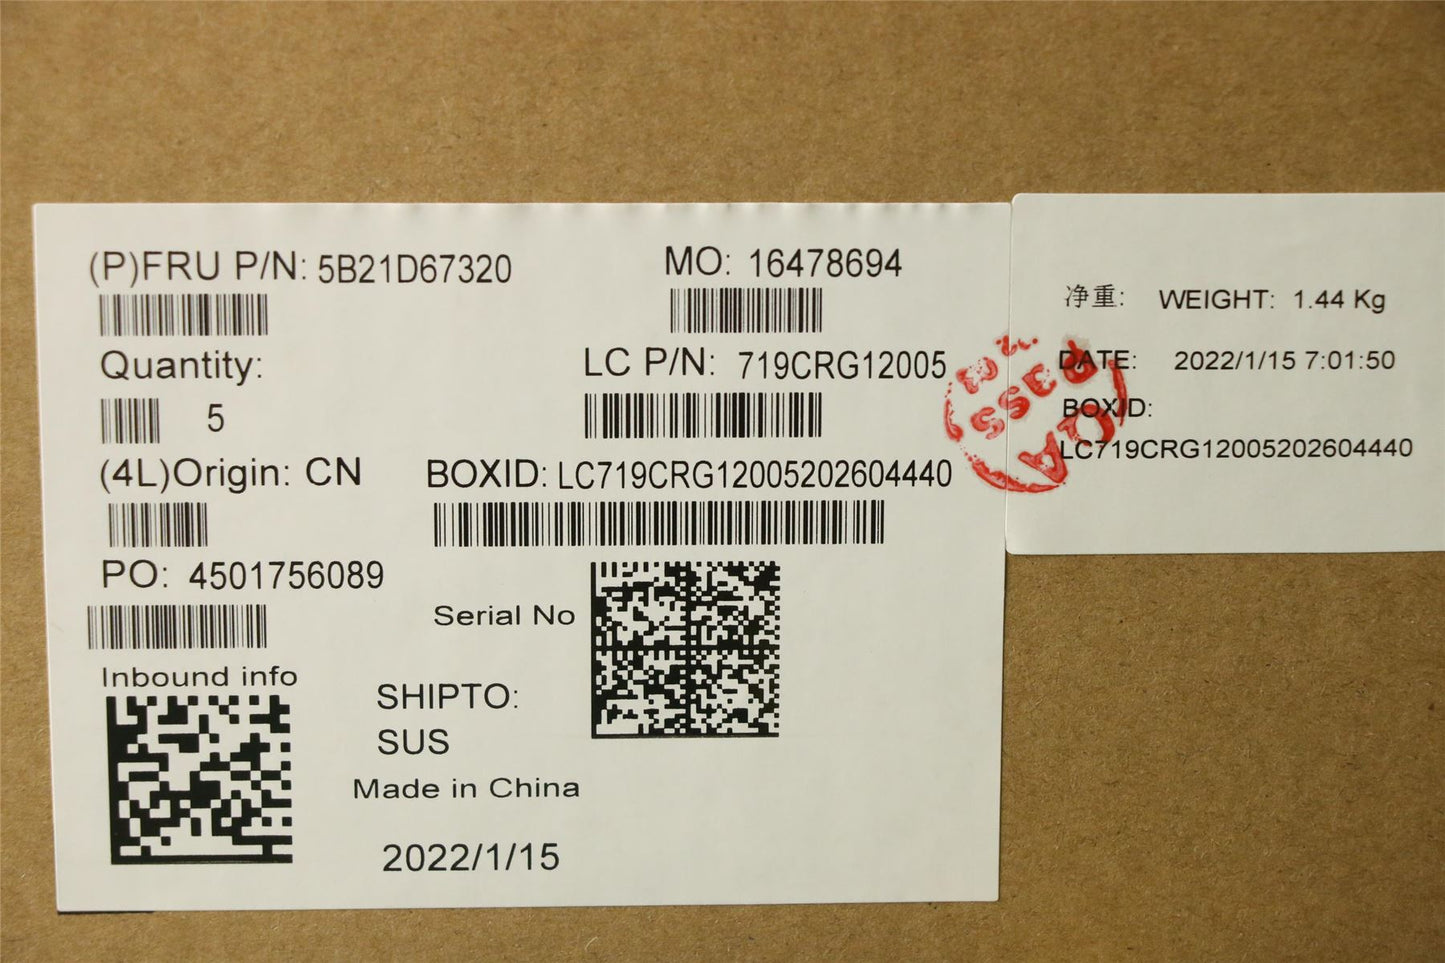 (P)FRU P/N: 5B21D67320
MO: 16478694
Quantity:
5
LC P/N: 719CRG12005
(4L)Origin: CN
BOXID: LC719CRG12005202604440
PO: 4501756089
Serial No
Inbound info
SHIPTO:
SUS
Made in China
2022/1/15
净重: WEIGHT: 1.44 Kg
DATE: 2022/1/15 7:01:50
BOXID:
LC719CRG12005202604440
QA